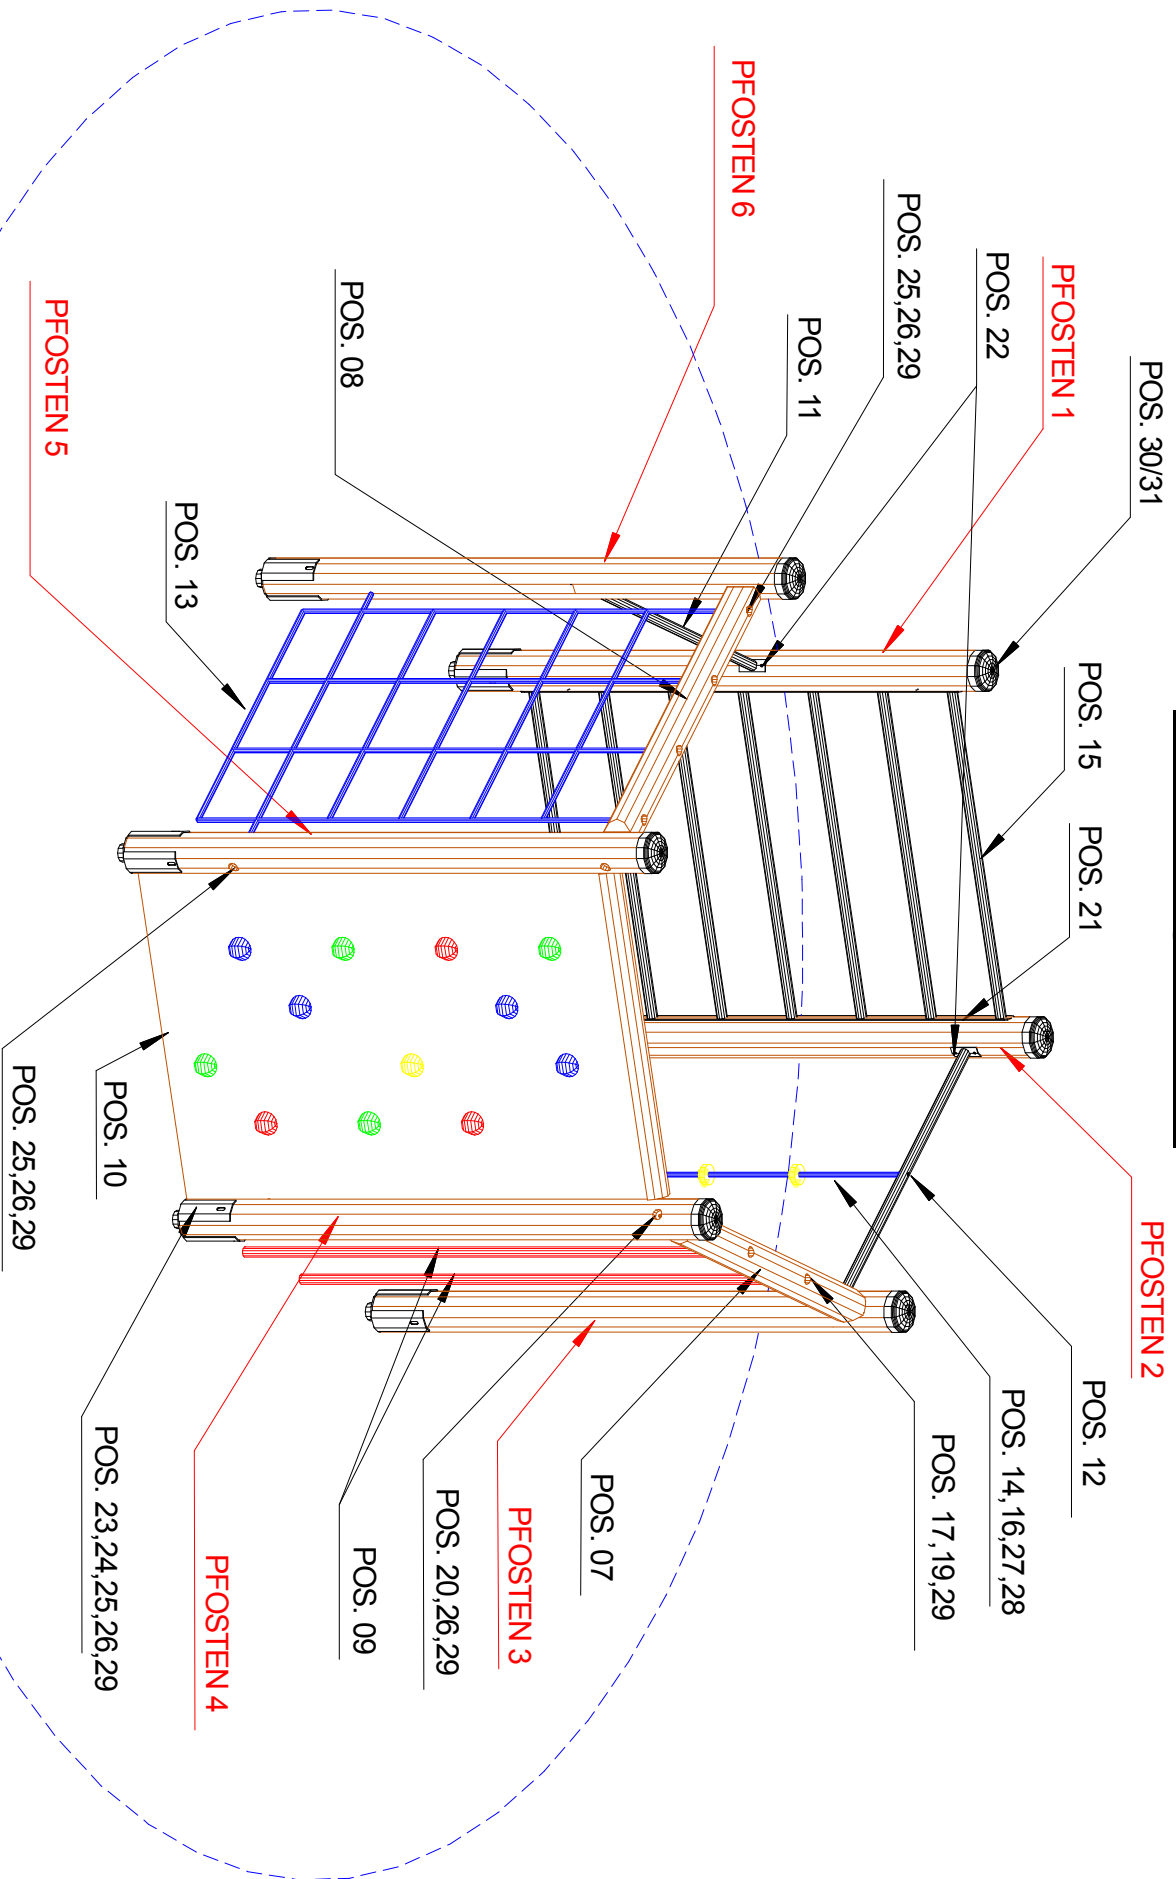 PFOSTEN 6
POS. 25,26,29
POS. 22
PFOSTEN 1
POS. 30/31
POS. 11
POS. 08
PFOSTEN 5
POS. 13
POS. 15
POS. 21
POS. 10
POS. 25,26,29
PFOSTEN 2
POS. 12
POS. 14,16,27,28
POS. 17,19,29
POS. 07
PFOSTEN 3
POS. 20,26,29
POS. 09
PFOSTEN 4
POS. 23,24,25,26,29